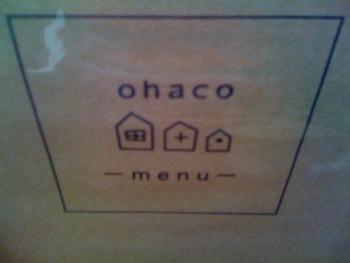 ohaco
— menu —